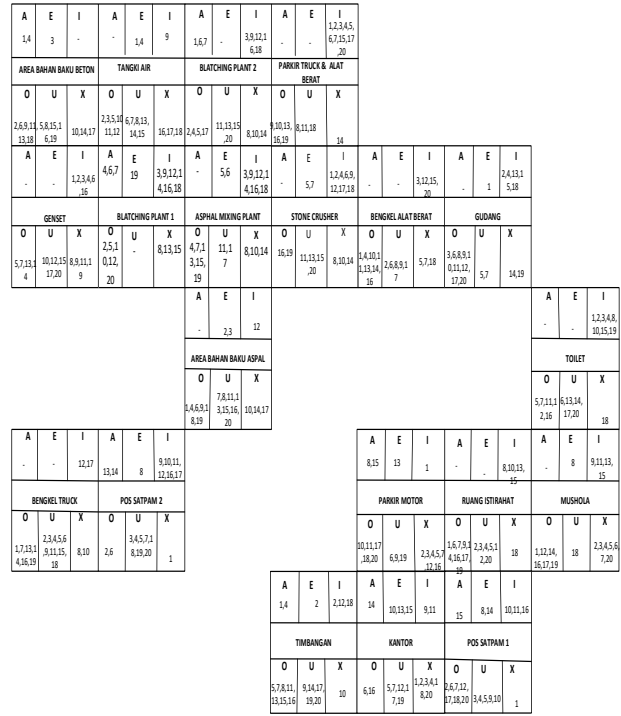 A E I A E I A E I A E I
1,4 3 - - 1,4 9 1,6,7 - 3,9,12,1 6,18 - - 1,2,3,4,5, 6,7,15,17 ,20
AREA BAHAN BAKU BETON TANGKI AIR BLATCHING PLANT 2 PARKIR TRUCK & ALAT BERAT
O U X O U X O U X O U X
2,6,9,11, 13,18 5,8,15,1 6,19 10,14,17 2,3,5,10 11,12 6,7,8,13, 14,15 16,17,18 2,4,5,17 11,13,15 ,20 8,10,14 9,10,13, 16,19 8,11,18 14
A E I A E I A E I A E I A E I A E I
- - 1,2,3,4,6 ,16 4,6,7 19 3,9,12,1 4,16,18 - 5,6 3,9,12,1 4,16,18 - 5,7 1,2,4,6,9 ,12,17,18 - - 3,12,15, 20 - 1 2,4,13,1 5,18
GENSET BLATCHING PLANT 1 ASPHAL MIXING PLANT STONE CRUSHER BENGKEL ALAT BERAT GUDANG
O U X O U X O U X O U X O U X O U X
5,7,13,1 4 10,12,15 17,20 8,9,11,1 9 2,5,1 0,12, 20 - 8,13,15 4,7,1 3,15, 19 11,1 7 8,10,14 16,19 11,13,15 ,20 8,10,14 1,4,10,1 1,13,14, 16 2,6,8,9,1 7 5,7,18 3,6,8,9,1 0,11,12, 17,20 5,7 14,19
A E I A E I
- 2,3 12 - - 1,2,3,4,8, 10,15,19
AREA BAHAN BAKU ASPAL TOILET
O U X O U X
1,4,6,9,1 8,19 7,8,11,1 3,15,16, 20 10,14,17 5,7,11,1 2,16 6,13,14, 17,20 18
A E I A E I A E I A E I A E I
- - 12,17 13,14 8 9,10,11, 12,16,17 8,15 13 1 - - 8,10,13, 15 - 8 9,11,13, 15
BENGKEL TRUCK POS SATPAM 2 PARKIR MOTOR RUANG ISTIRAHAT MUSHOLA
O U X O U X O U X O U X O U X
1,7,13,1 4,16,19 2,3,4,5,6 ,9,11,15, 18 8,10 2,6 3,4,5,7,1 8,19,20 1 10,11,17 ,18,20 6,9,19 2,3,4,5,7 ,12,16 1,6,7,9,1 4,16,17, 19 2,3,4,5,1 2,20 18 1,12,14, 16,17,19 18 2,3,4,5,6 7,20
A E I A E I A E I
1,4 2 2,12,18 14 10,13,15 9,11 15 8,14 10,11,16
TIMBANGAN KANTOR POS SATPAM 1
O U X O U X O U X
5,7,8,11, 13,15,16 9,14,17, 19,20 10 6,16 5,7,12,1 7,19 1,2,3,4,1 8,20 2,6,7,12, 17,18,20 3,4,5,9,10 1